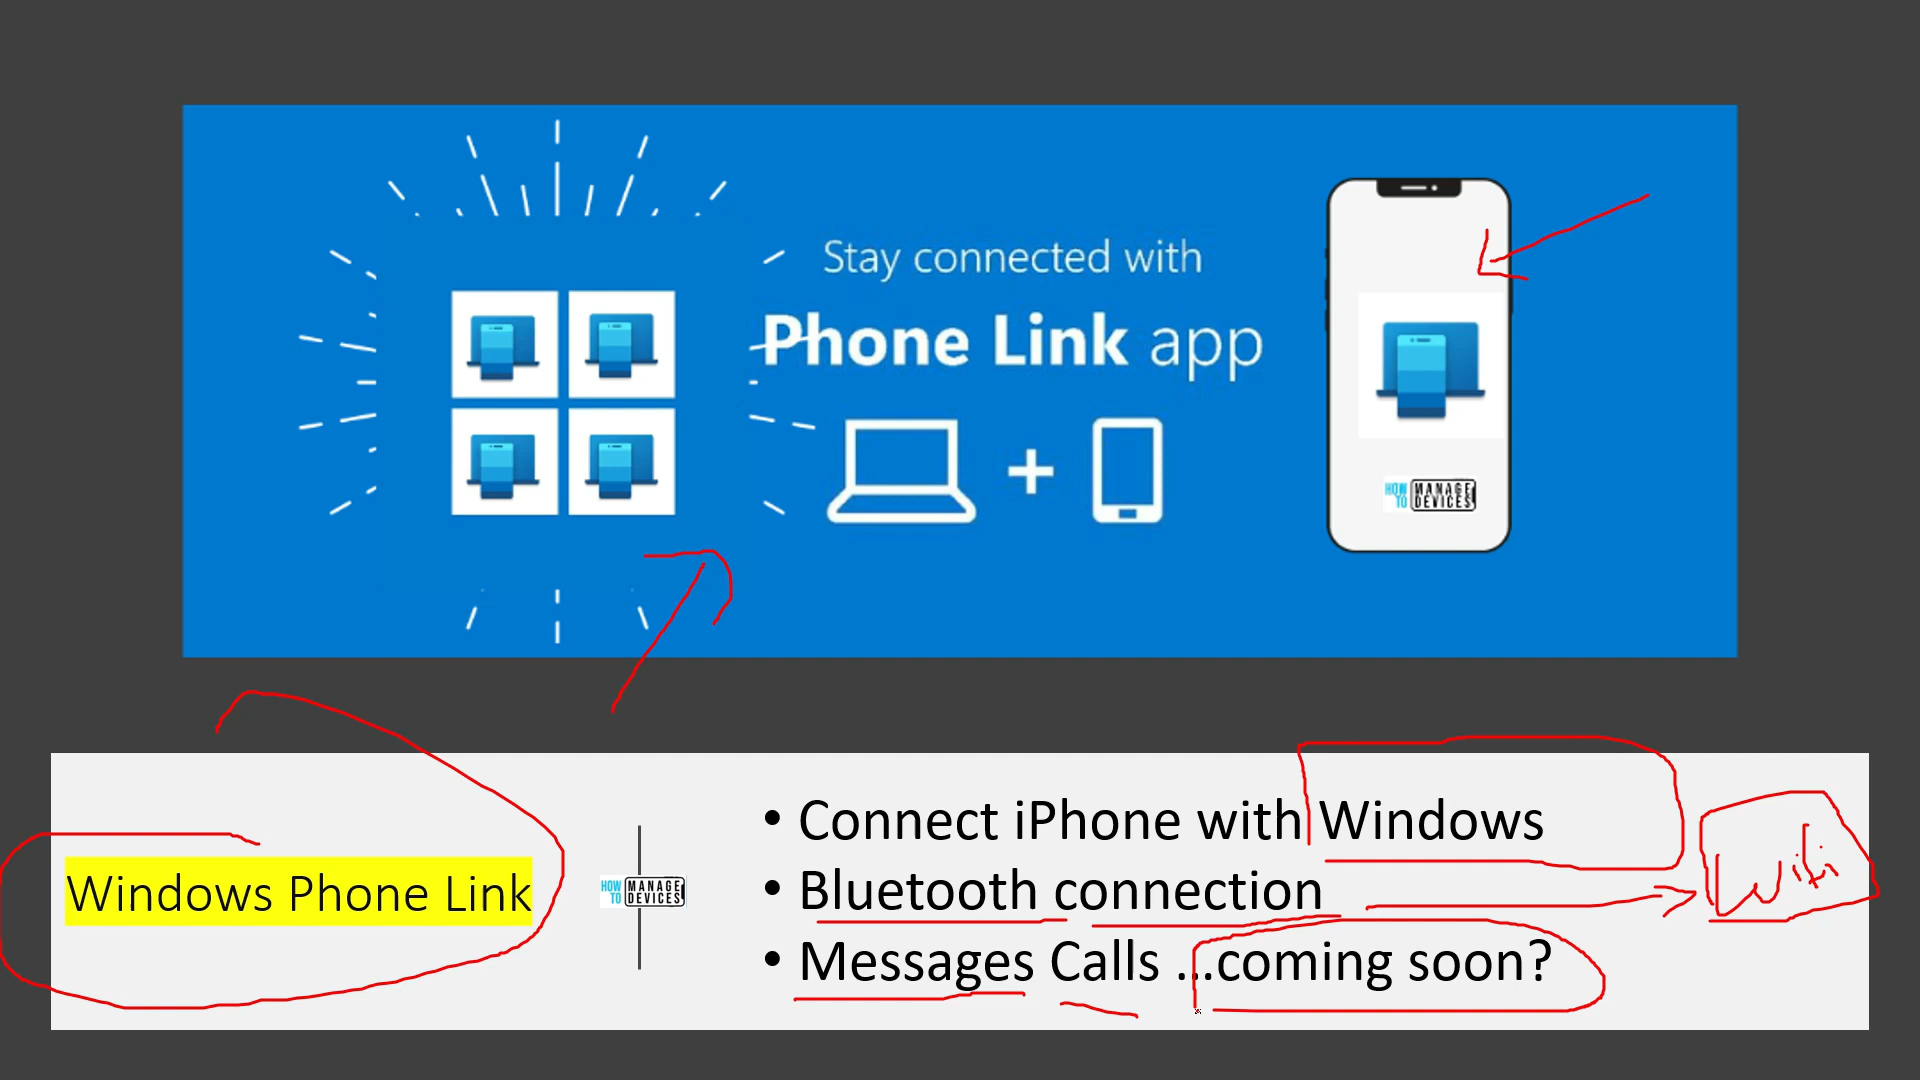 Stay connected with
Phone Link app
HOW TO MANAGE DEVICES
Windows Phone Link
HOW TO MANAGE DEVICES
• Connect iPhone with Windows
• Bluetooth connection
Wifi
• Messages Calls ...coming soon?